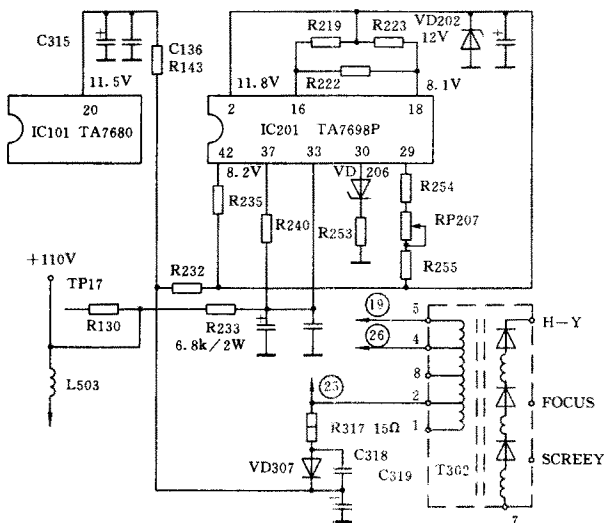 R219 R223 VD202
12V
C315 C136
R143
R222
11.5V 11.8V 8.1V
20 2 16 18
IC101 TA7680 IC201 TA7698P
42 37 33 30 29
8.2V VD 206
R235 R254
R240 RP207
R253
R255
+110V
TP17 R232
R130 R233
6.8k/2W
L503
19 5 H—Y
26 4
8
25 2 FOCUS
R317 15Ω 1
C318
VD307 C319 T302 SCREEY
7